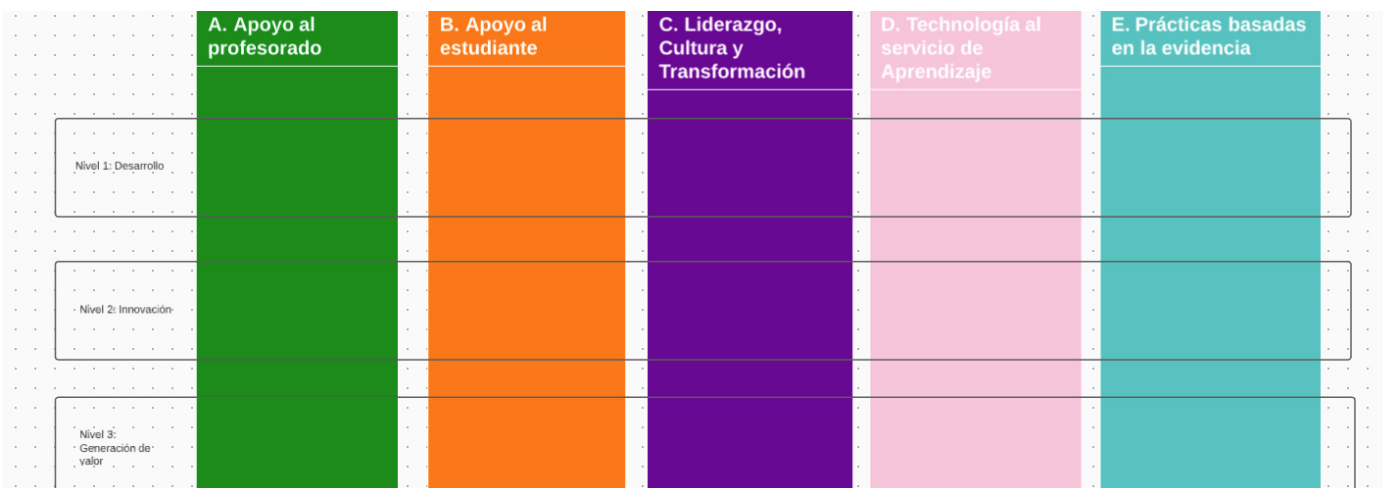 A. Apoyo al
profesorado
B. Apoyo al
estudiante
C. Liderazgo,
Cultura y
Transformación
D. Technología al
servicio de
Aprendizaje
E. Prácticas basadas
en la evidencia
Nivel 1: Desarrollo
Nivel 2: Innovación
Nivel 3:
Generación de
valor